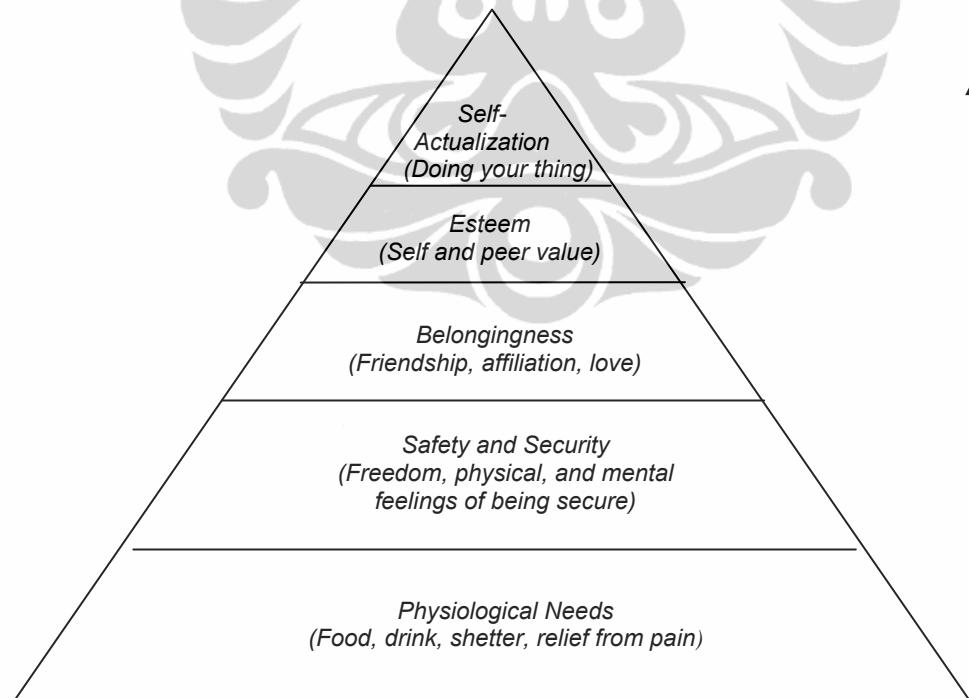 Self-
Actualization
(Doing your thing)
Esteem
(Self and peer value)
Belongingness
(Friendship, affiliation, love)
Safety and Security
(Freedom, physical, and mental
feelings of being secure)
Physiological Needs
(Food, drink, shetter, relief from pain)